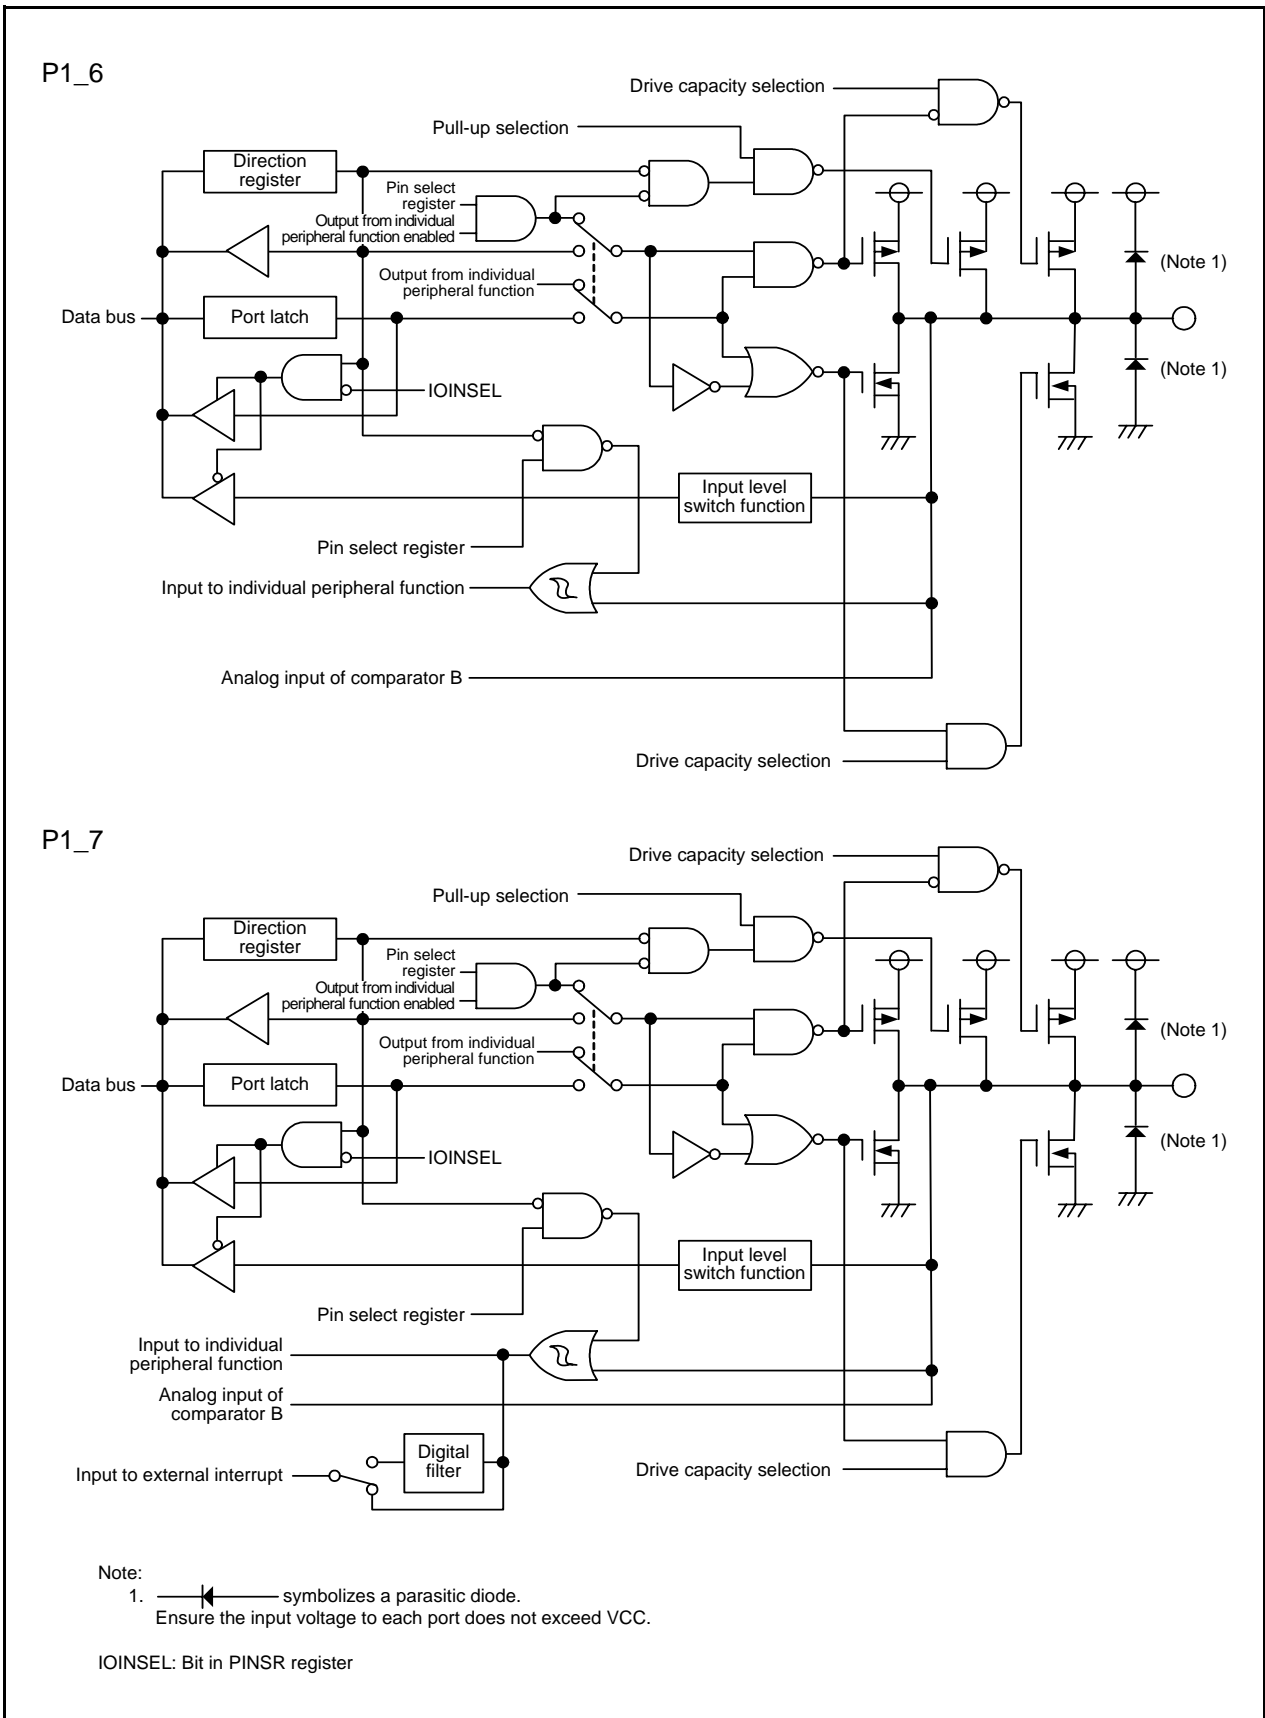 P1_6
Drive capacity selection
Pull-up selection
Direction
register
Pin select
register
Output from individual
peripheral function enabled
(Note 1)
Output from individual
peripheral function
Data bus
Port latch
(Note 1)
IOINSEL
Input level
switch function
Pin select register
Input to individual peripheral function
Analog input of comparator B
Drive capacity selection
P1_7
Drive capacity selection
Pull-up selection
Direction
register
Pin select
register
Output from individual
peripheral function enabled
(Note 1)
Output from individual
peripheral function
Data bus
Port latch
(Note 1)
IOINSEL
Input level
switch function
Pin select register
Input to individual
peripheral function
Analog input of
comparator B
Digital
filter
Input to external interrupt
Drive capacity selection
Note:
1. symbolizes a parasitic diode.
Ensure the input voltage to each port does not exceed VCC.
IOINSEL: Bit in PINSR register